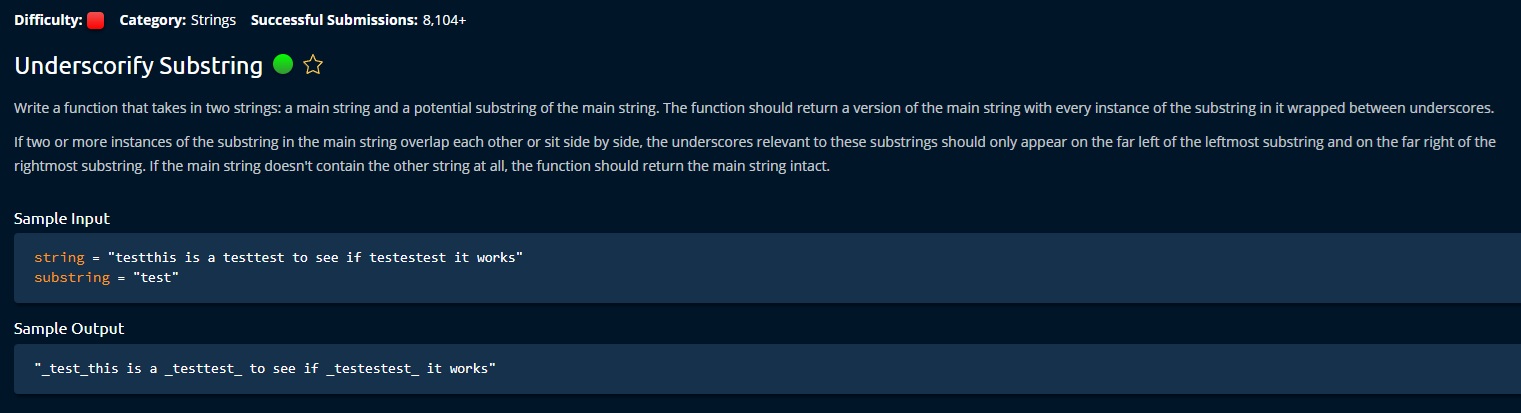 Difficulty: Category: Strings Successful Submissions: 8,104+
Underscorify Substring
Write a function that takes in two strings: a main string and a potential substring of the main string. The function should return a version of the main string with every instance of the substring in it wrapped between underscores.
If two or more instances of the substring in the main string overlap each other or sit side by side, the underscores relevant to these substrings should only appear on the far left of the leftmost substring and on the far right of the
rightmost substring. If the main string doesn't contain the other string at all, the function should return the main string intact.
Sample Input
string = "testthis is a testtest to see if testestest it works"
substring = "test"
Sample Output
"_test_this is a _testtest_ to see if _testestest_ it works"